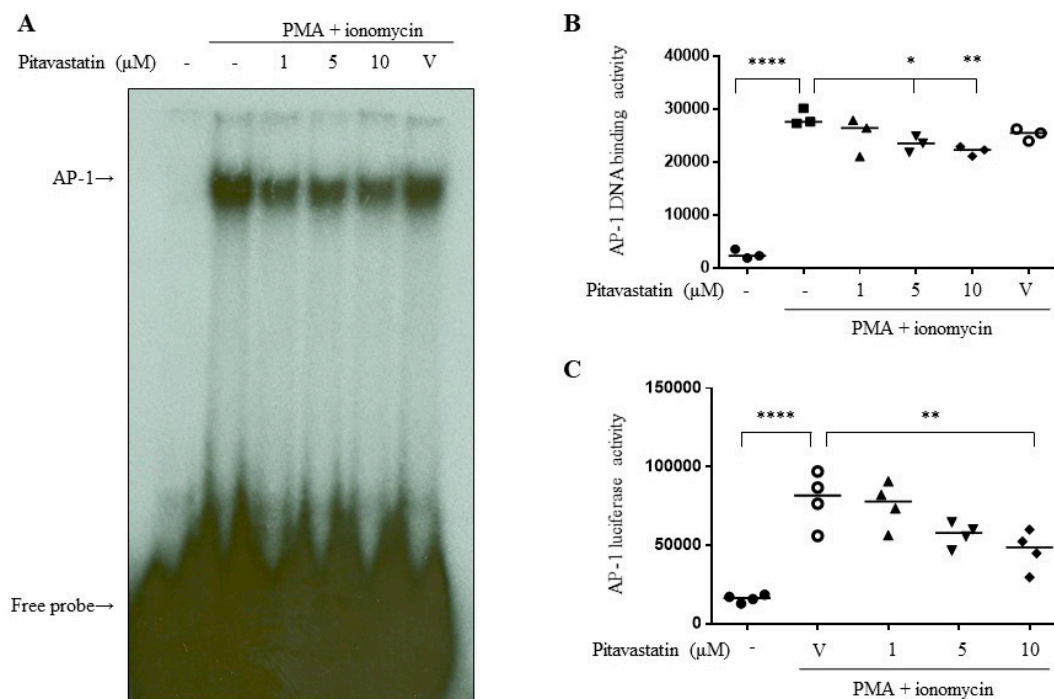 A
PMA + ionomycin
Pitavastatin (µM) - - 1 5 10 V
AP-1→
Free probe→
B
AP-1 DNA binding activity
40000
30000
20000
10000
0
**** * **
Pitavastatin (µM) - - 1 5 10 V
PMA + ionomycin
C
AP-1 luciferase activity
150000
100000
50000
0
**** **
Pitavastatin (µM) - V 1 5 10
PMA + ionomycin